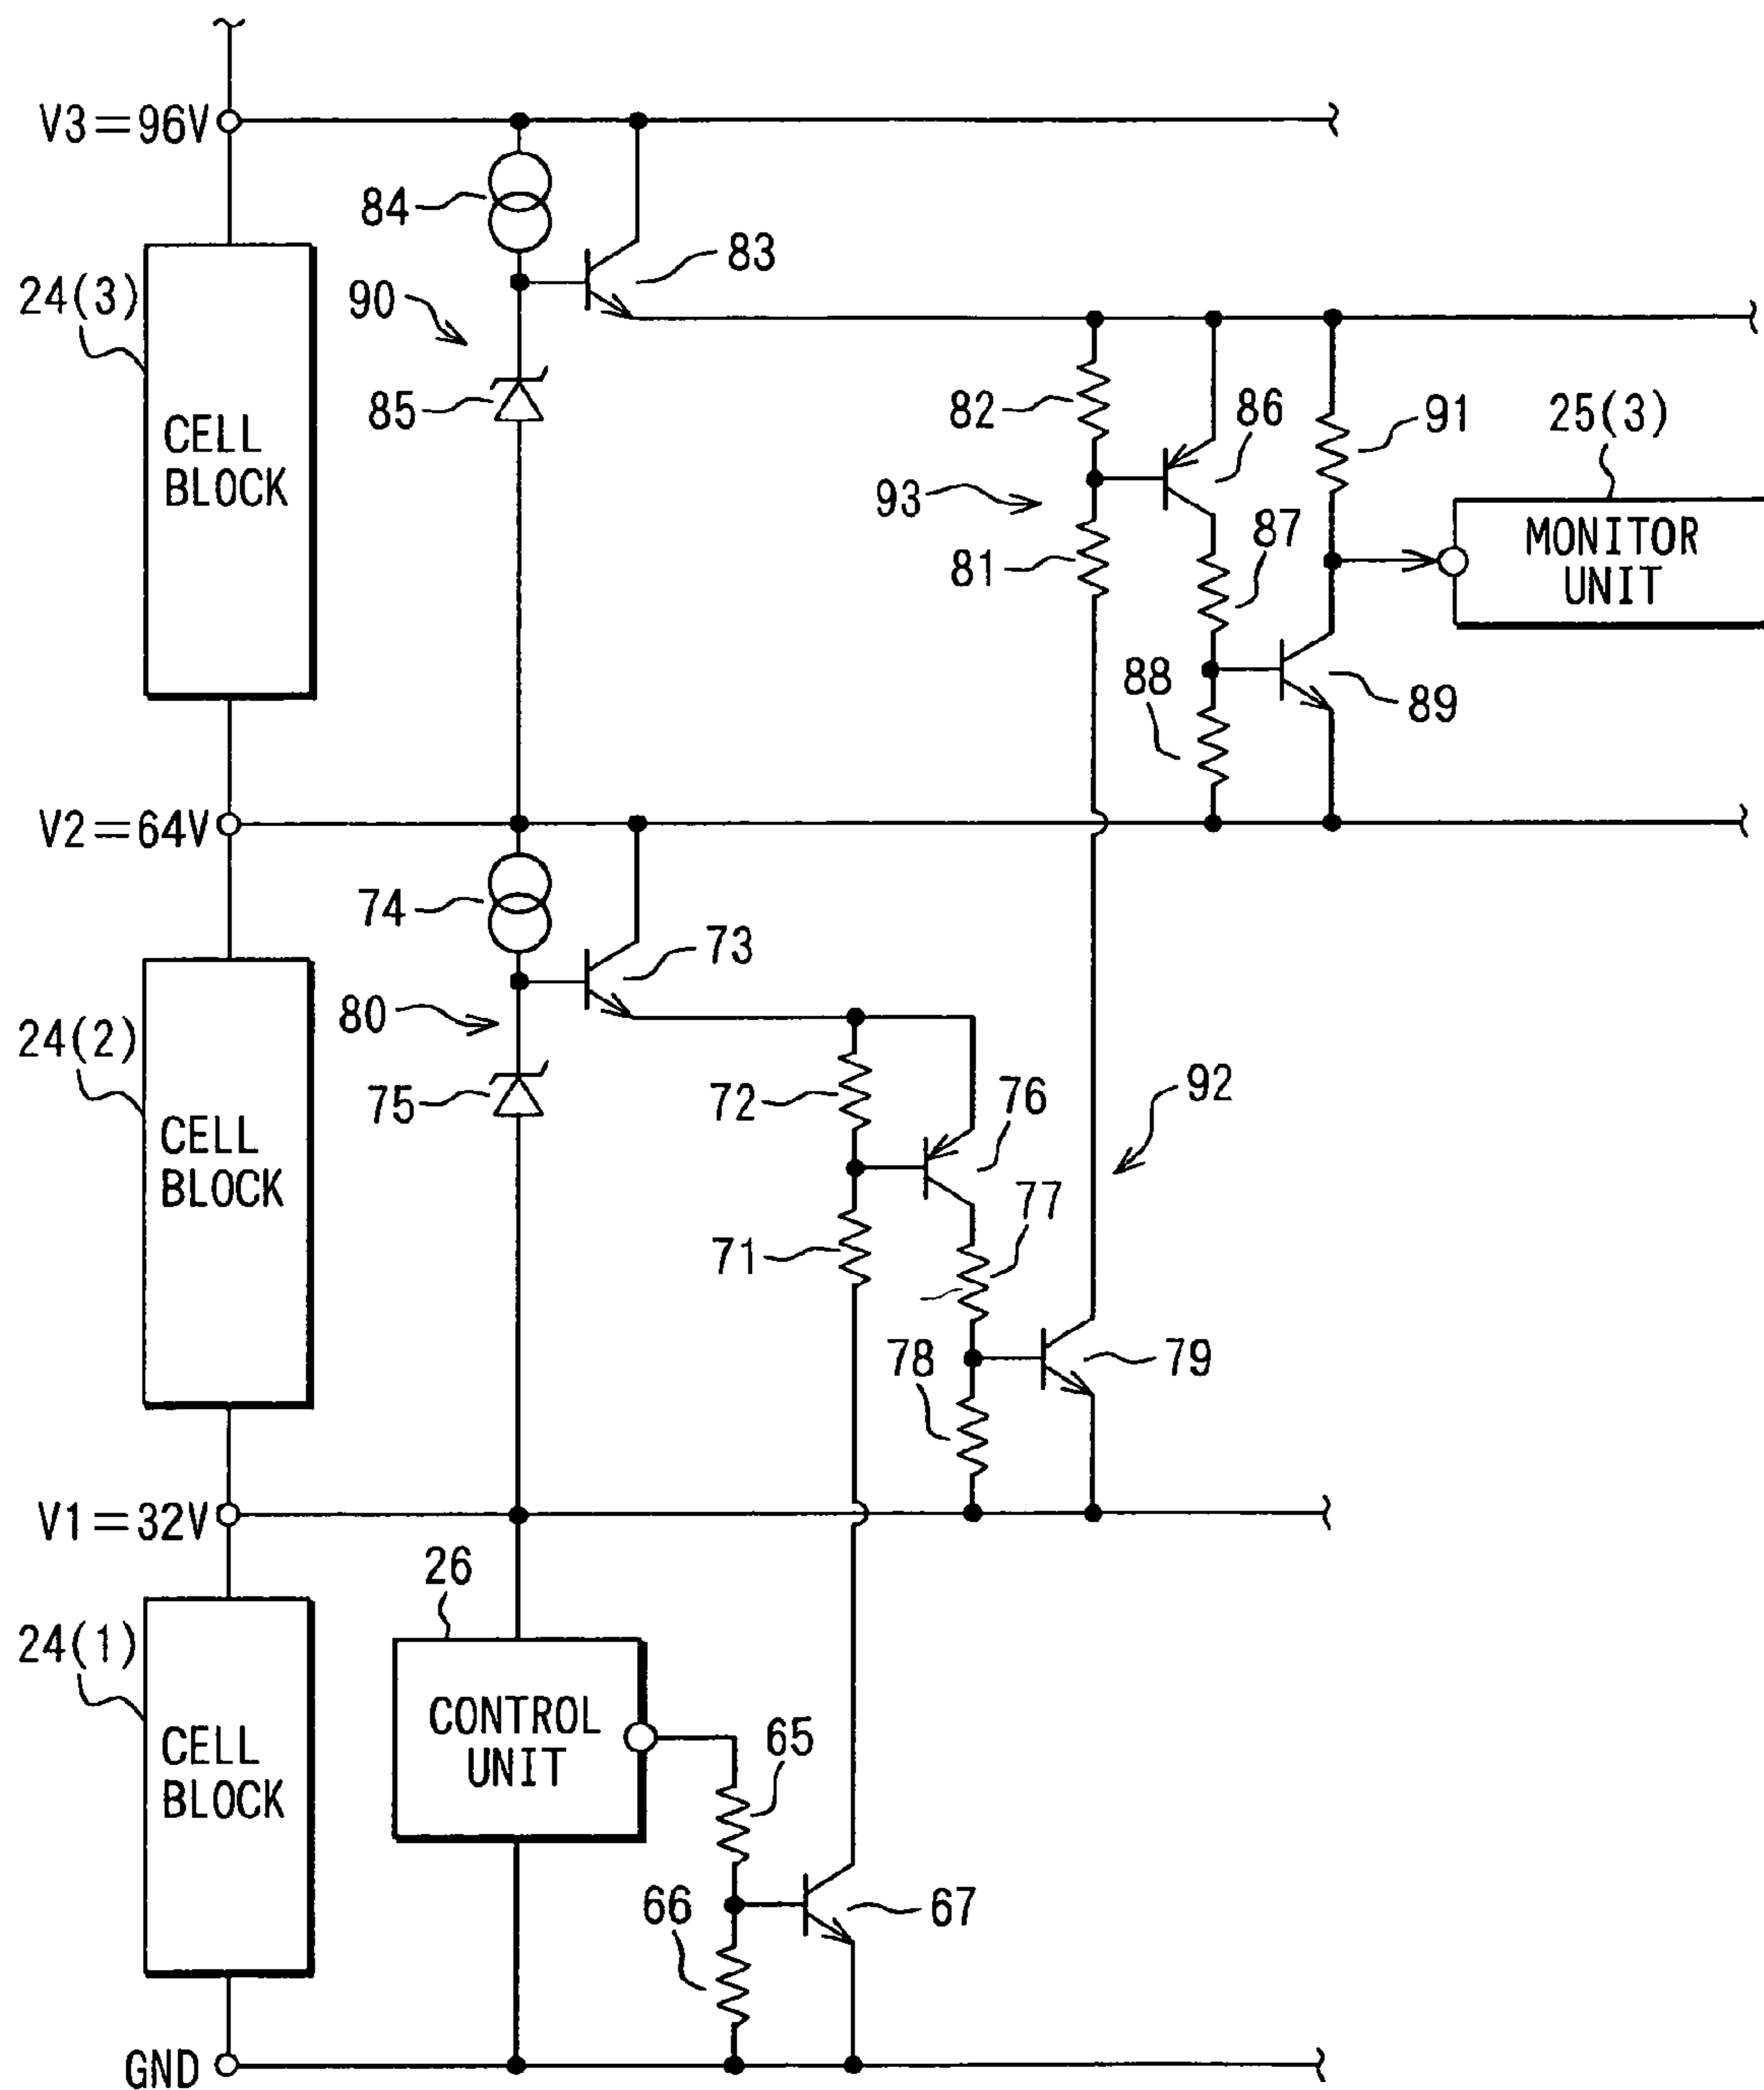 V3=96V
84
83
24(3)
90
85
82
86
91
25(3)
CELL
BLOCK
93
MONITOR
UNIT
81
87
88
89
V2=64V
74
73
80
24(2)
75
72
76
92
CELL
BLOCK
71
77
78
79
V1=32V
26
24(1)
CONTROL
UNIT
65
CELL
BLOCK
66
67
GND